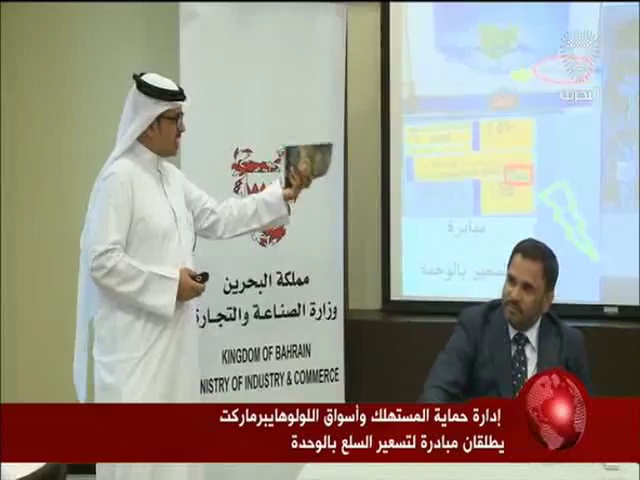 البحرين
مبادرة
تسعير بالوحدة
مملكة البحرين
وزارة الصناعة والتجارة
KINGDOM OF BAHRAIN
NISTRY OF INDUSTRY & COMMERCE
إدارة حماية المستهلك وأسواق اللولوهايبرماركت
يطلقان مبادرة لتسعير السلع بالوحدة